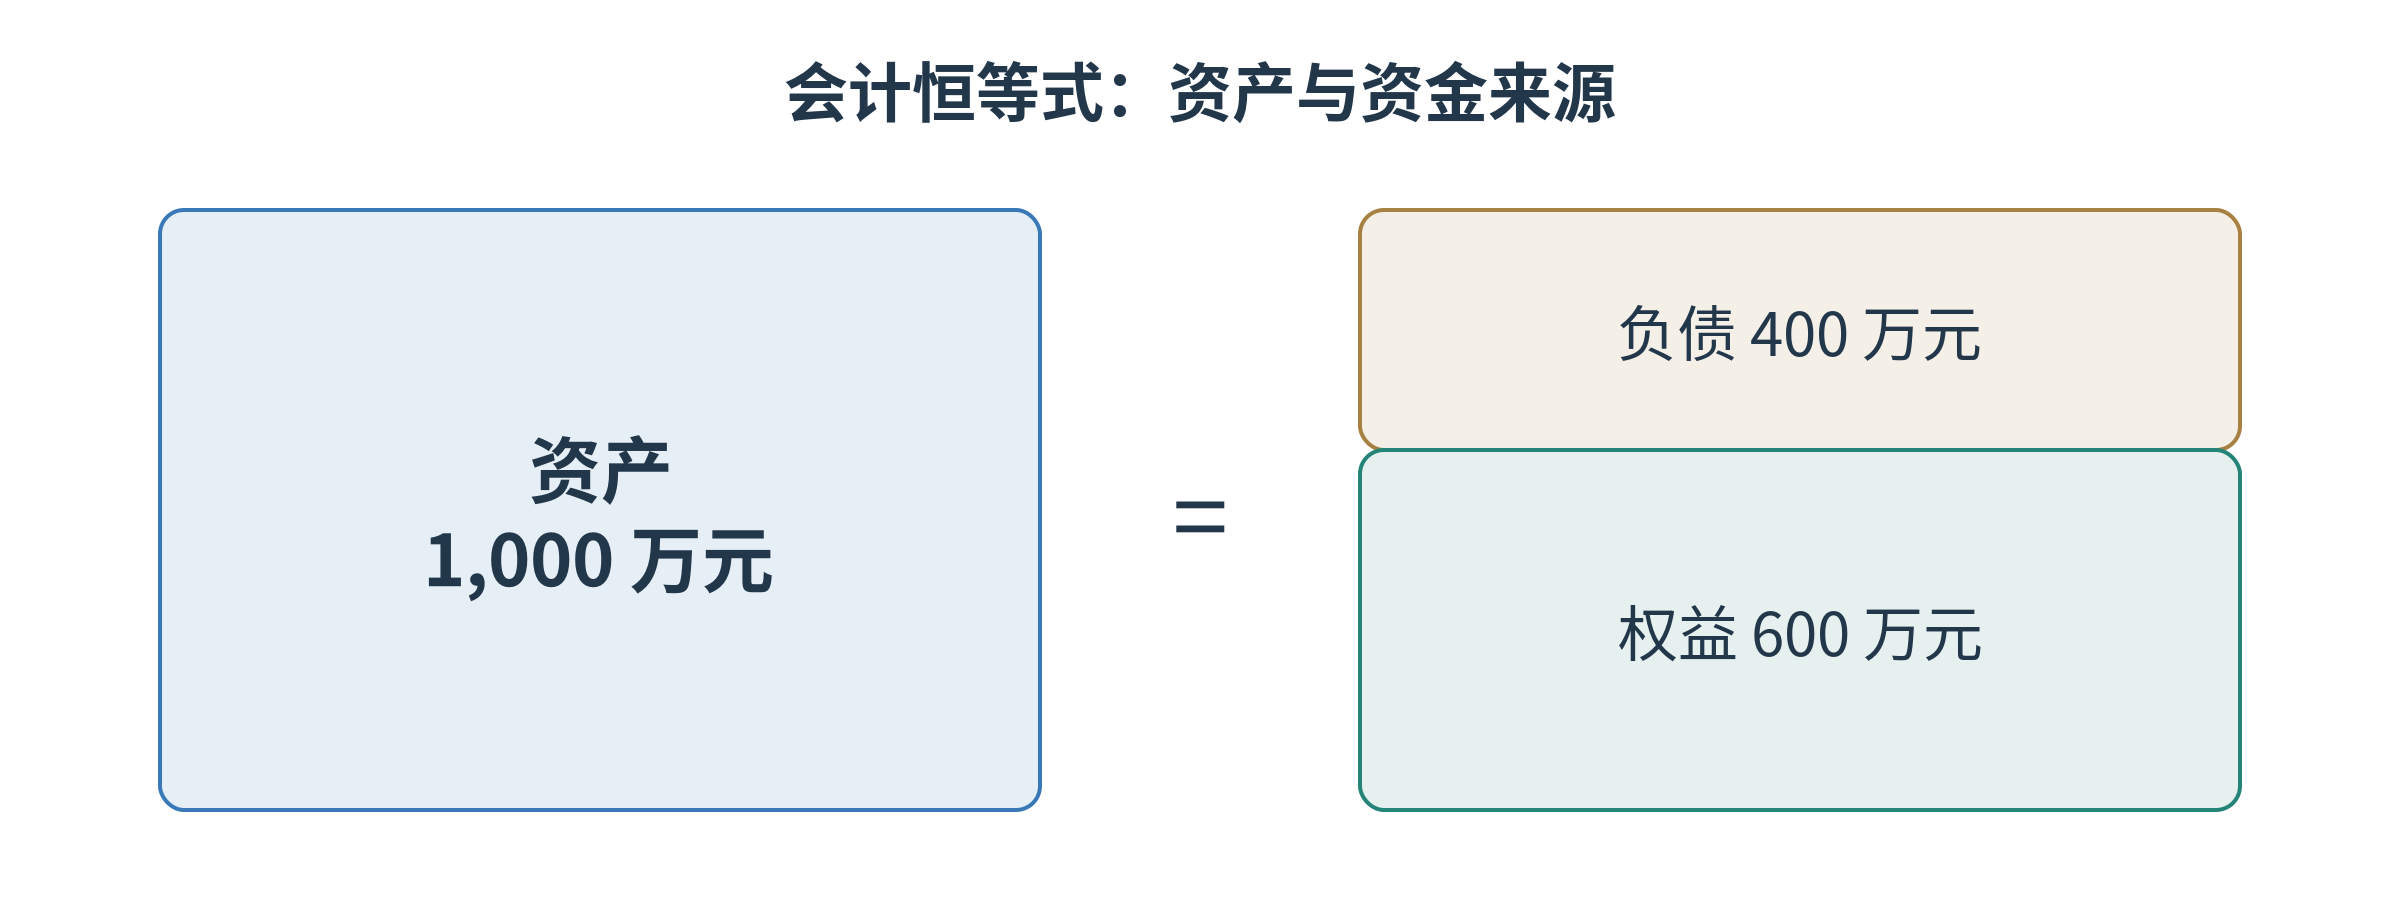 会计恒等式：资产与资金来源
资产
1,000 万元
=
负债 400 万元
权益 600 万元